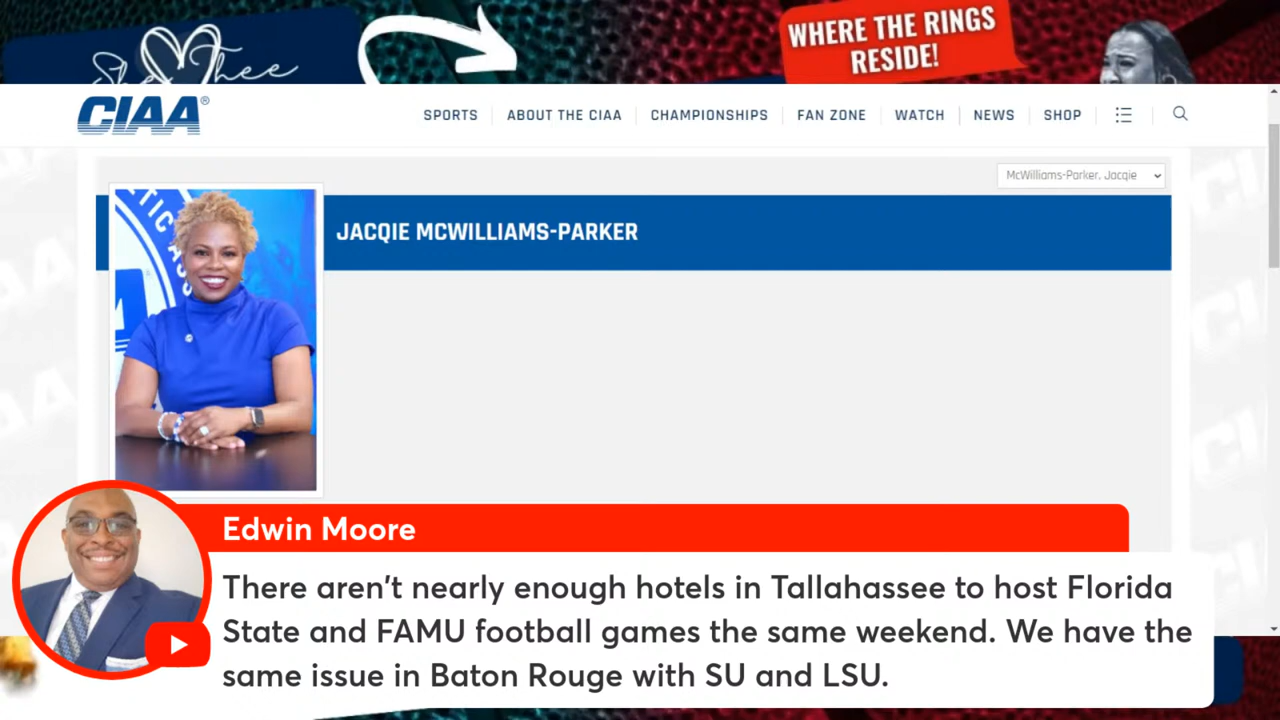 She Thee
WHERE THE RINGS
RESIDE!
CIAA®
SPORTS
ABOUT THE CIAA
CHAMPIONSHIPS
FAN ZONE
WATCH
NEWS
SHOP
McWilliams-Parker, Jacqie
JACQIE MCWILLIAMS-PARKER
Edwin Moore
There aren't nearly enough hotels in Tallahassee to host Florida
State and FAMU football games the same weekend. We have the
same issue in Baton Rouge with SU and LSU.